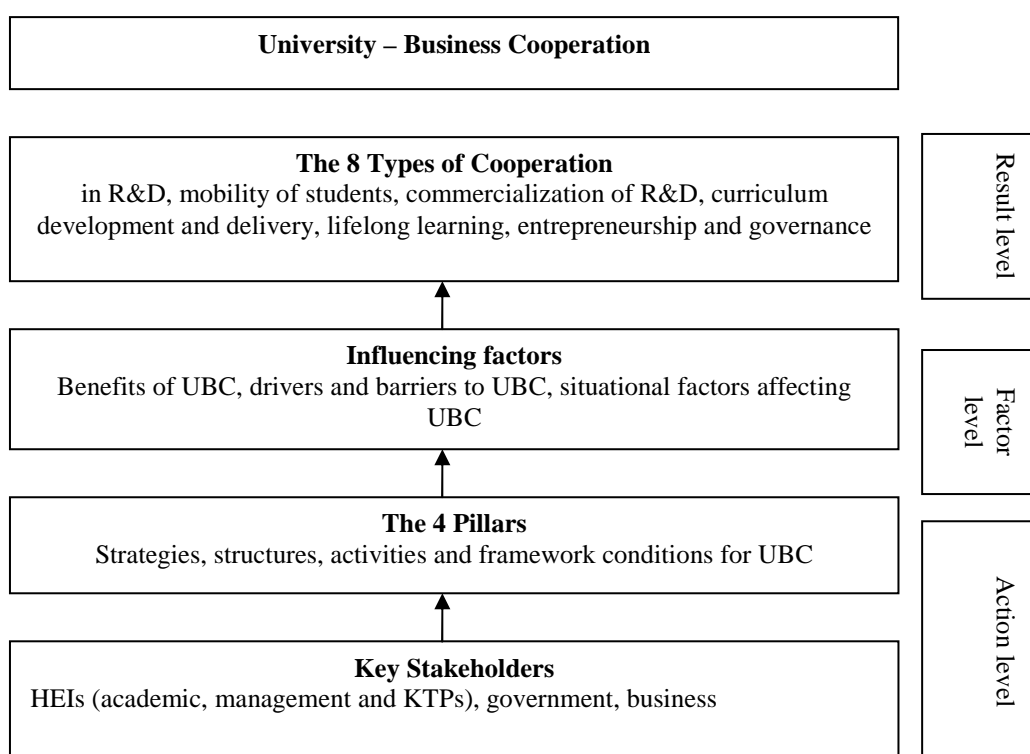 University – Business Cooperation
The 8 Types of Cooperation
in R&D, mobility of students, commercialization of R&D, curriculum
development and delivery, lifelong learning, entrepreneurship and governance
Result level
Influencing factors
Benefits of UBC, drivers and barriers to UBC, situational factors affecting
UBC
Factor
level
The 4 Pillars
Strategies, structures, activities and framework conditions for UBC
Action level
Key Stakeholders
HEIs (academic, management and KTPs), government, business